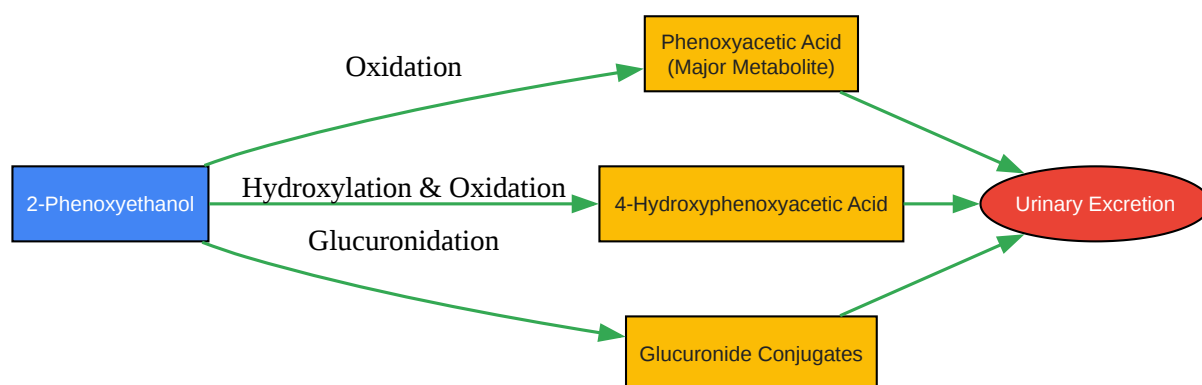 Oxidation
Phenoxyacetic Acid
(Major Metabolite)
2-Phenoxyethanol
Hydroxylation & Oxidation
4-Hydroxyphenoxyacetic Acid
Urinary Excretion
Glucuronidation
Glucuronide Conjugates